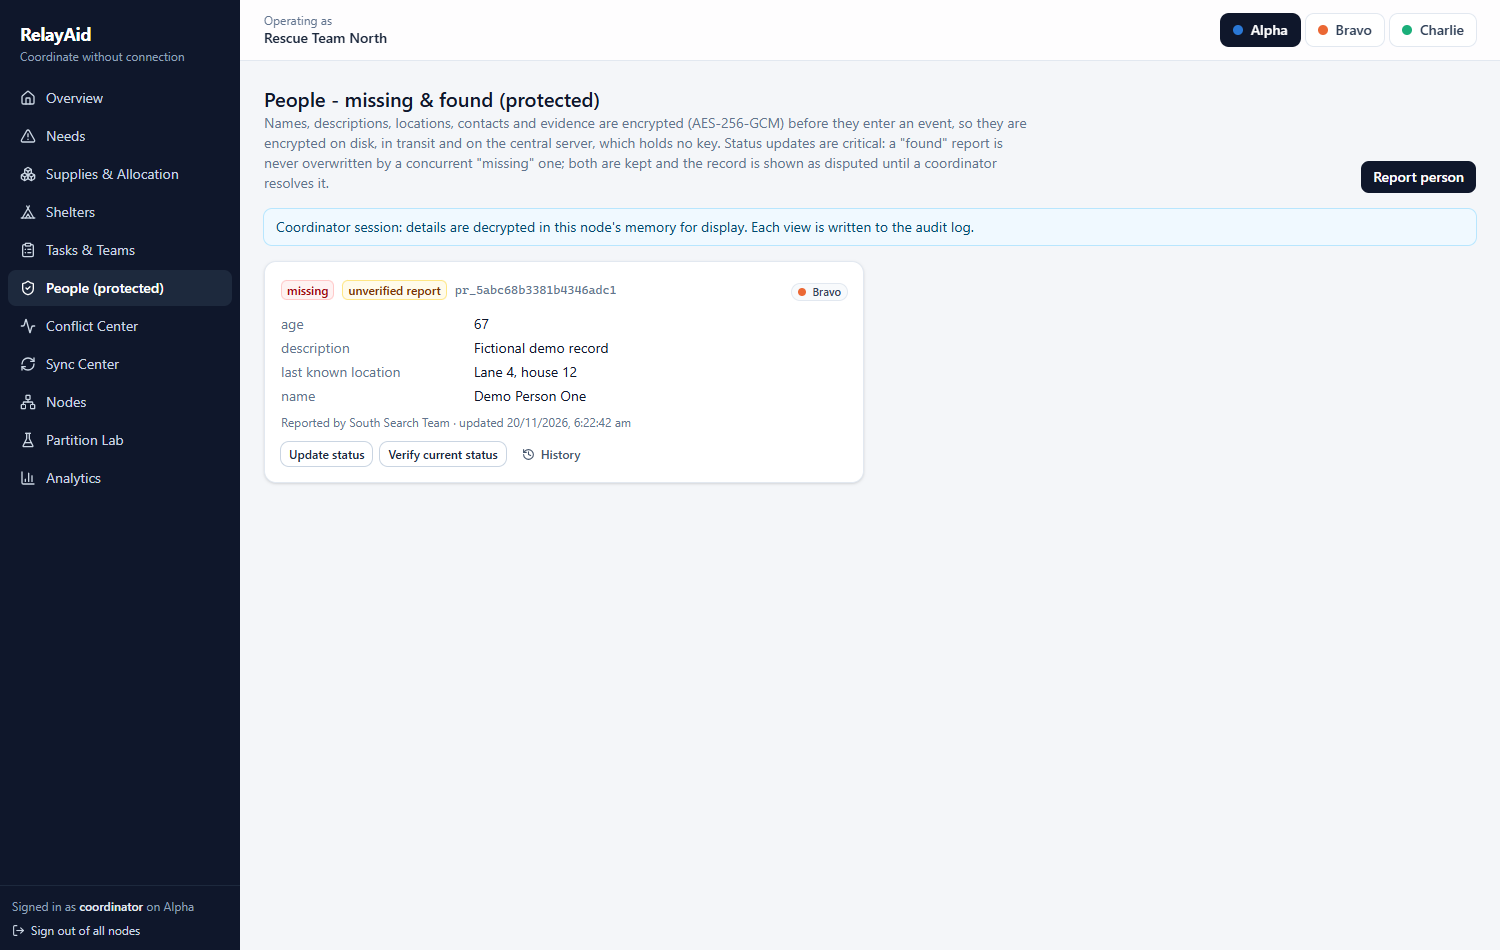 RelayAid
Coordinate without connection
Overview
Needs
Supplies & Allocation
Shelters
Tasks & Teams
People (protected)
Conflict Center
Sync Center
Nodes
Partition Lab
Analytics
Signed in as coordinator on Alpha
Sign out of all nodes
Operating as
Rescue Team North
Alpha
Bravo
Charlie
People - missing & found (protected)
Names, descriptions, locations, contacts and evidence are encrypted (AES-256-GCM) before they enter an event, so they are
encrypted on disk, in transit and on the central server, which holds no key. Status updates are critical: a "found" report is
never overwritten by a concurrent "missing" one; both are kept and the record is shown as disputed until a coordinator
resolves it.
Report person
Coordinator session: details are decrypted in this node's memory for display. Each view is written to the audit log.
missing unverified report pr_5abc68b3381b4346adc1 Bravo
age 67
description Fictional demo record
last known location Lane 4, house 12
name Demo Person One
Reported by South Search Team · updated 20/11/2026, 6:22:42 am
Update status Verify current status History